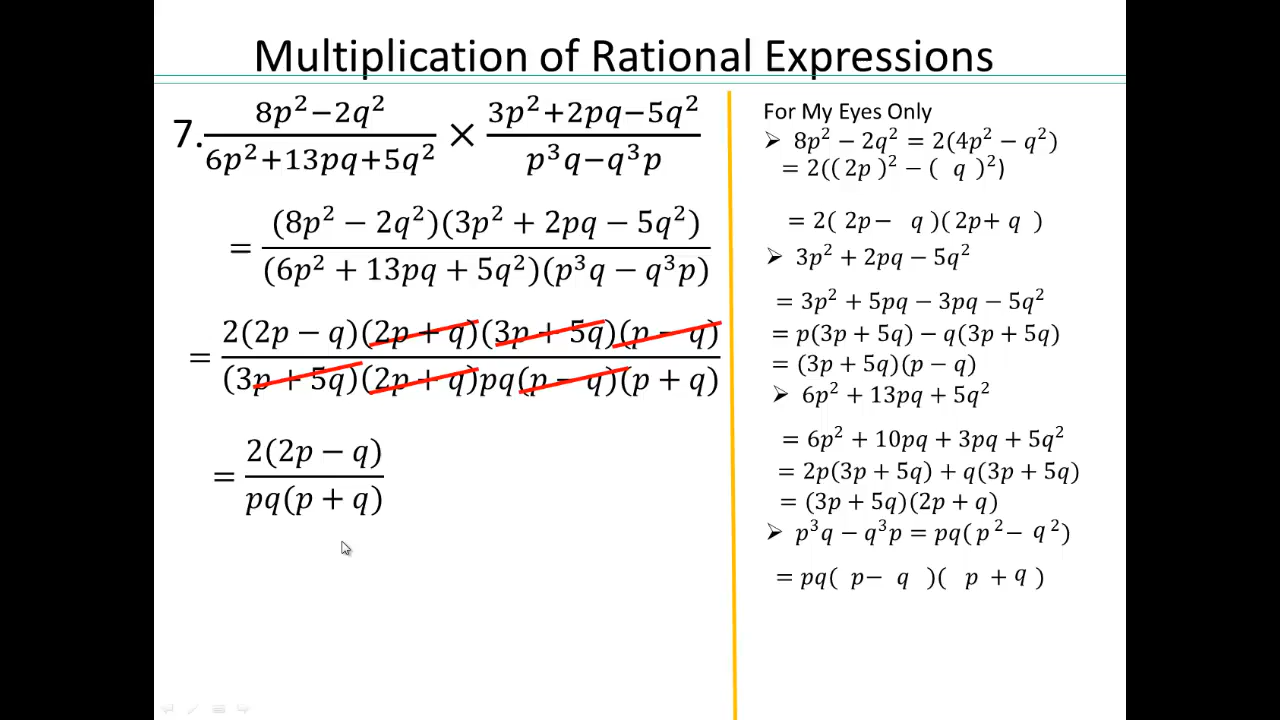 Multiplication of Rational Expressions
7. (8p² − 2q²)/(6p² + 13pq + 5q²) × (3p² + 2pq − 5q²)/(p³q − q³p)
= (8p² − 2q²)(3p² + 2pq − 5q²)/(6p² + 13pq + 5q²)(p³q − q³p)
= 2(2p − q)(2p + q)(3p + 5q)(p − q)/(3p + 5q)(2p + q)pq(p − q)(p + q)
= 2(2p − q)/pq(p + q)
For My Eyes Only
➢ 8p² − 2q² = 2(4p² − q²)
= 2(( 2p )² − ( q )²)
= 2( 2p − q )( 2p + q )
➢ 3p² + 2pq − 5q²
= 3p² + 5pq − 3pq − 5q²
= p(3p + 5q) − q(3p + 5q)
= (3p + 5q)(p − q)
➢ 6p² + 13pq + 5q²
= 6p² + 10pq + 3pq + 5q²
= 2p(3p + 5q) + q(3p + 5q)
= (3p + 5q)(2p + q)
➢ p³q − q³p = pq( p² − q² )
= pq( p − q )( p + q )